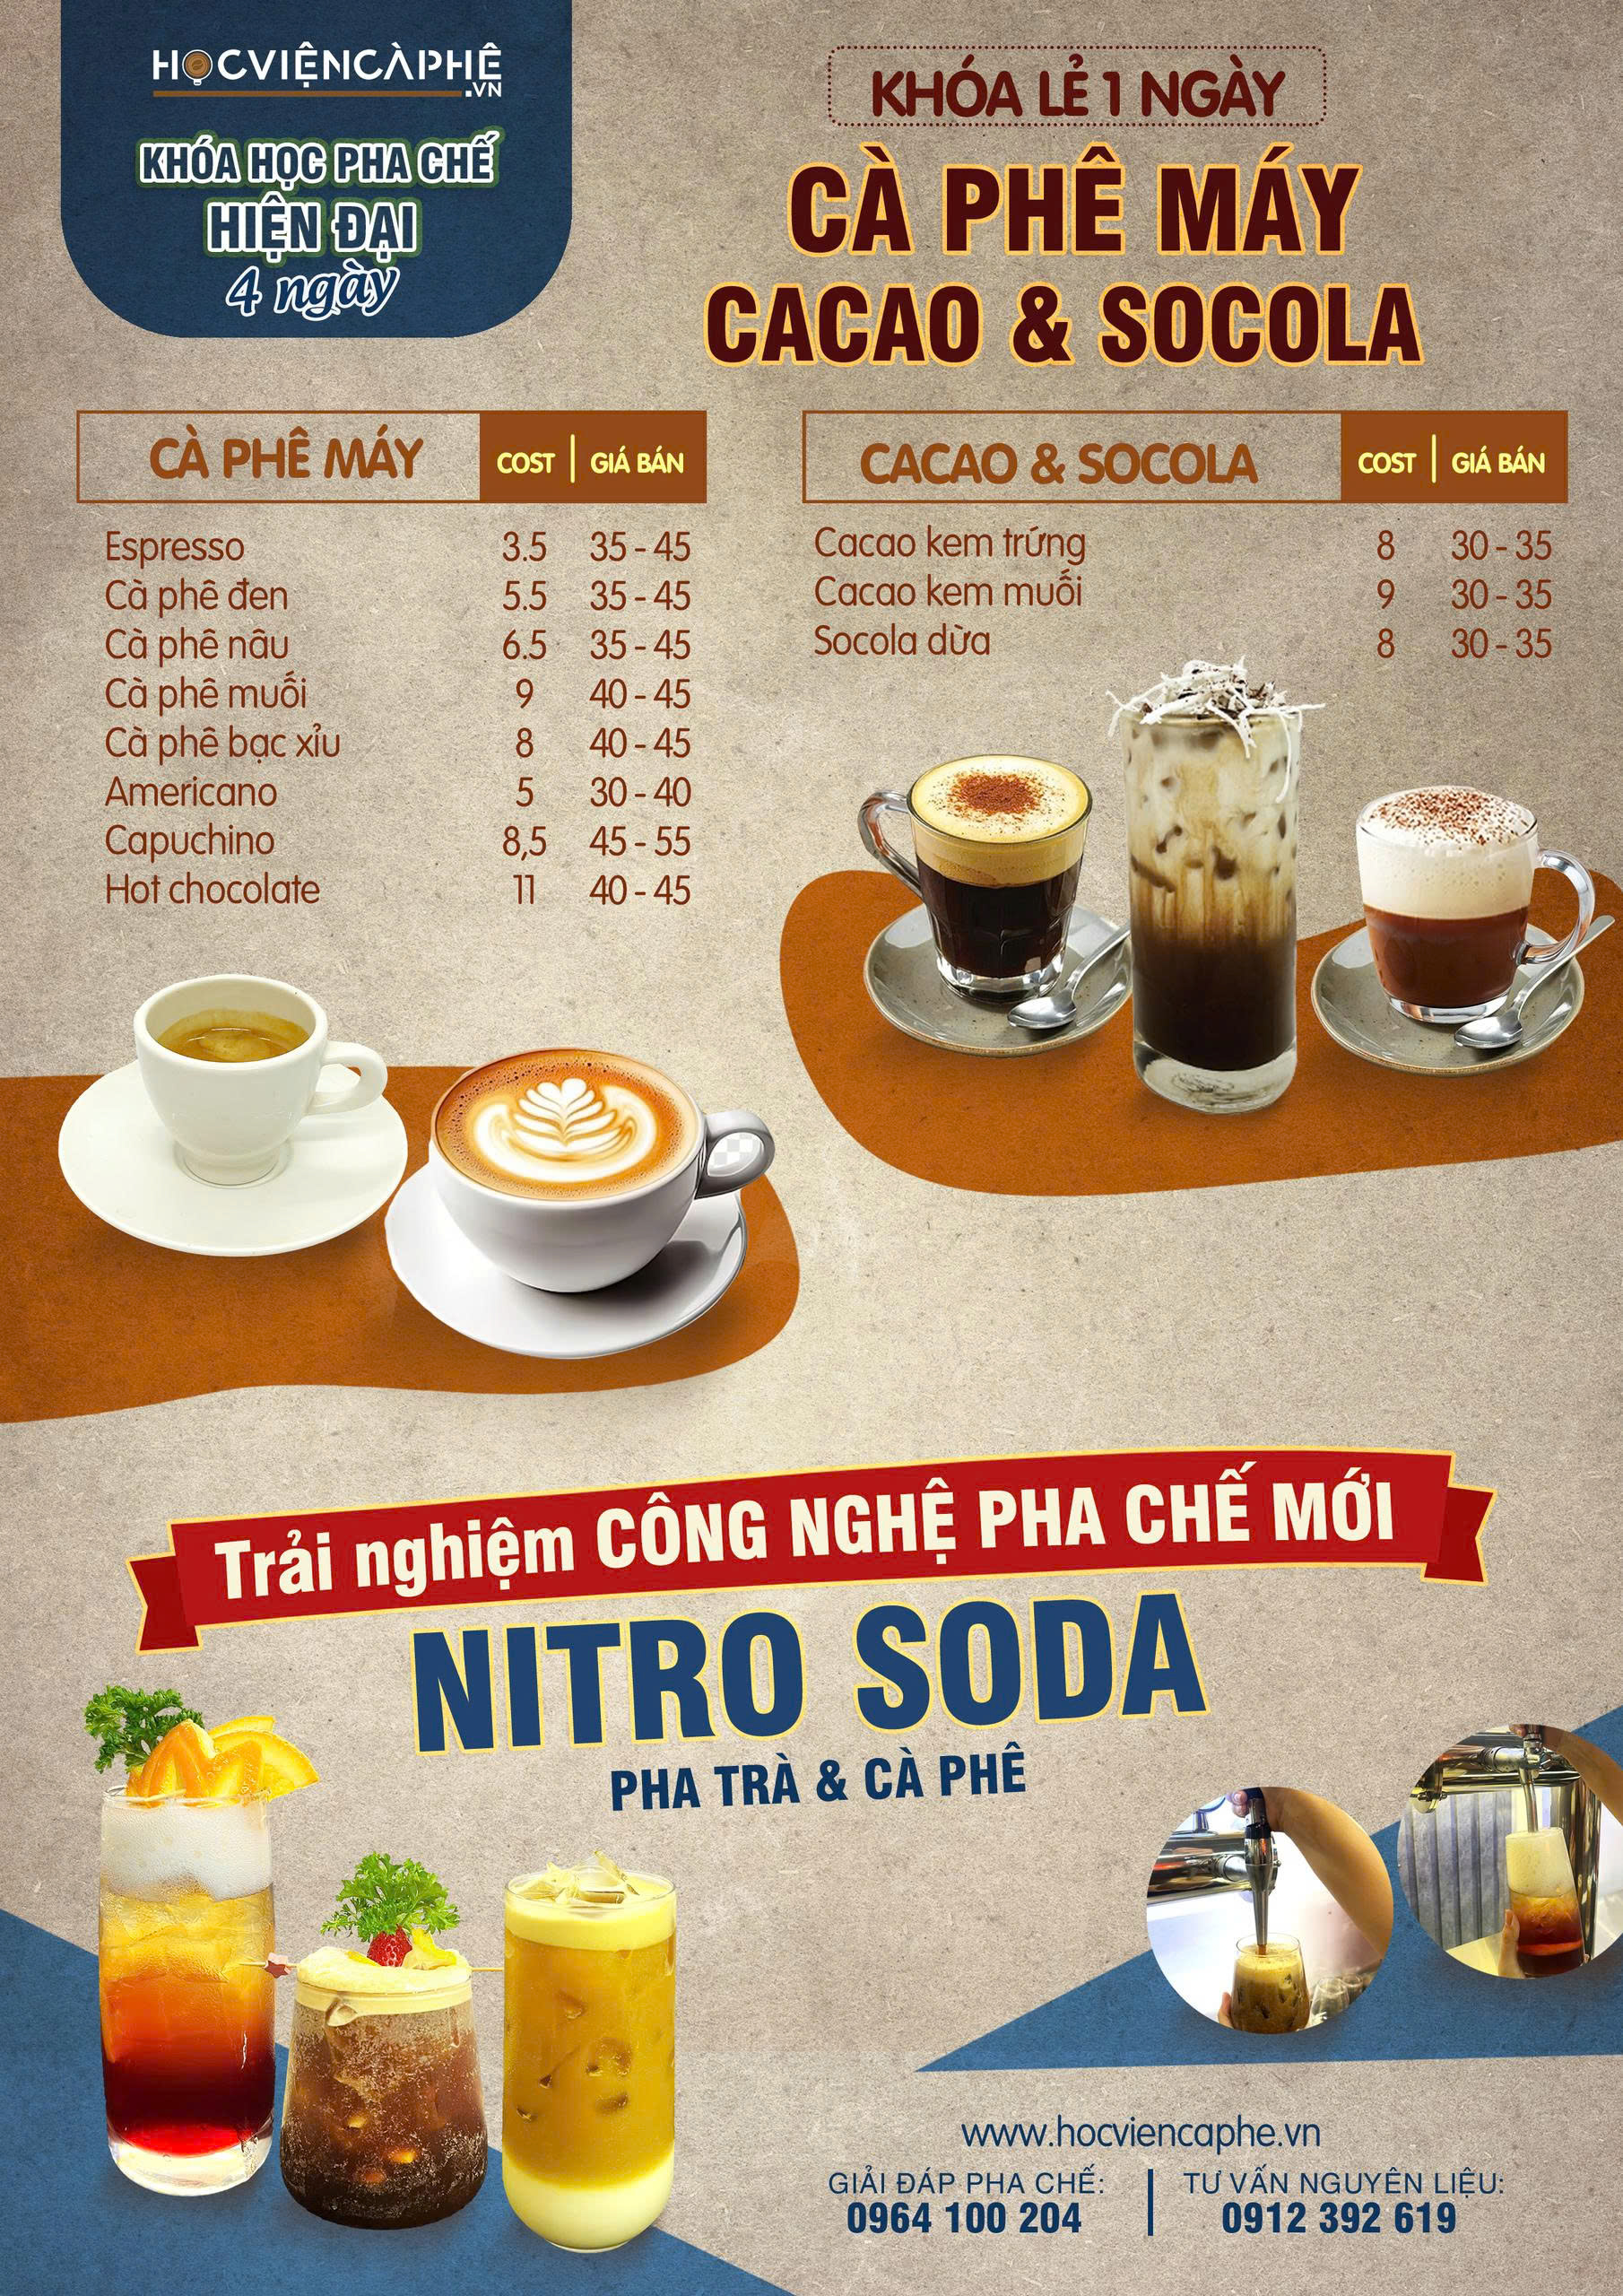 HỌCVIỆNCÀPHÊ
.VN
KHÓA HỌC PHA CHẾ
HIỆN ĐẠI
4 ngày
KHÓA LẺ 1 NGÀY
CÀ PHÊ MÁY
CACAO & SOCOLA
CÀ PHÊ MÁY COST | GIÁ BÁN
Espresso 3.5 35 - 45
Cà phê đen 5.5 35 - 45
Cà phê nâu 6.5 35 - 45
Cà phê muối 9 40 - 45
Cà phê bạc xỉu 8 40 - 45
Americano 5 30 - 40
Capuchino 8,5 45 - 55
Hot chocolate 11 40 - 45
CACAO & SOCOLA COST | GIÁ BÁN
Cacao kem trứng 8 30 - 35
Cacao kem muối 9 30 - 35
Socola dừa 8 30 - 35
Trải nghiệm CÔNG NGHỆ PHA CHẾ MỚI
NITRO SODA
PHA TRÀ & CÀ PHÊ
www.hocviencaphe.vn
GIẢI ĐÁP PHA CHẾ:
0964 100 204
TƯ VẤN NGUYÊN LIỆU:
0912 392 619